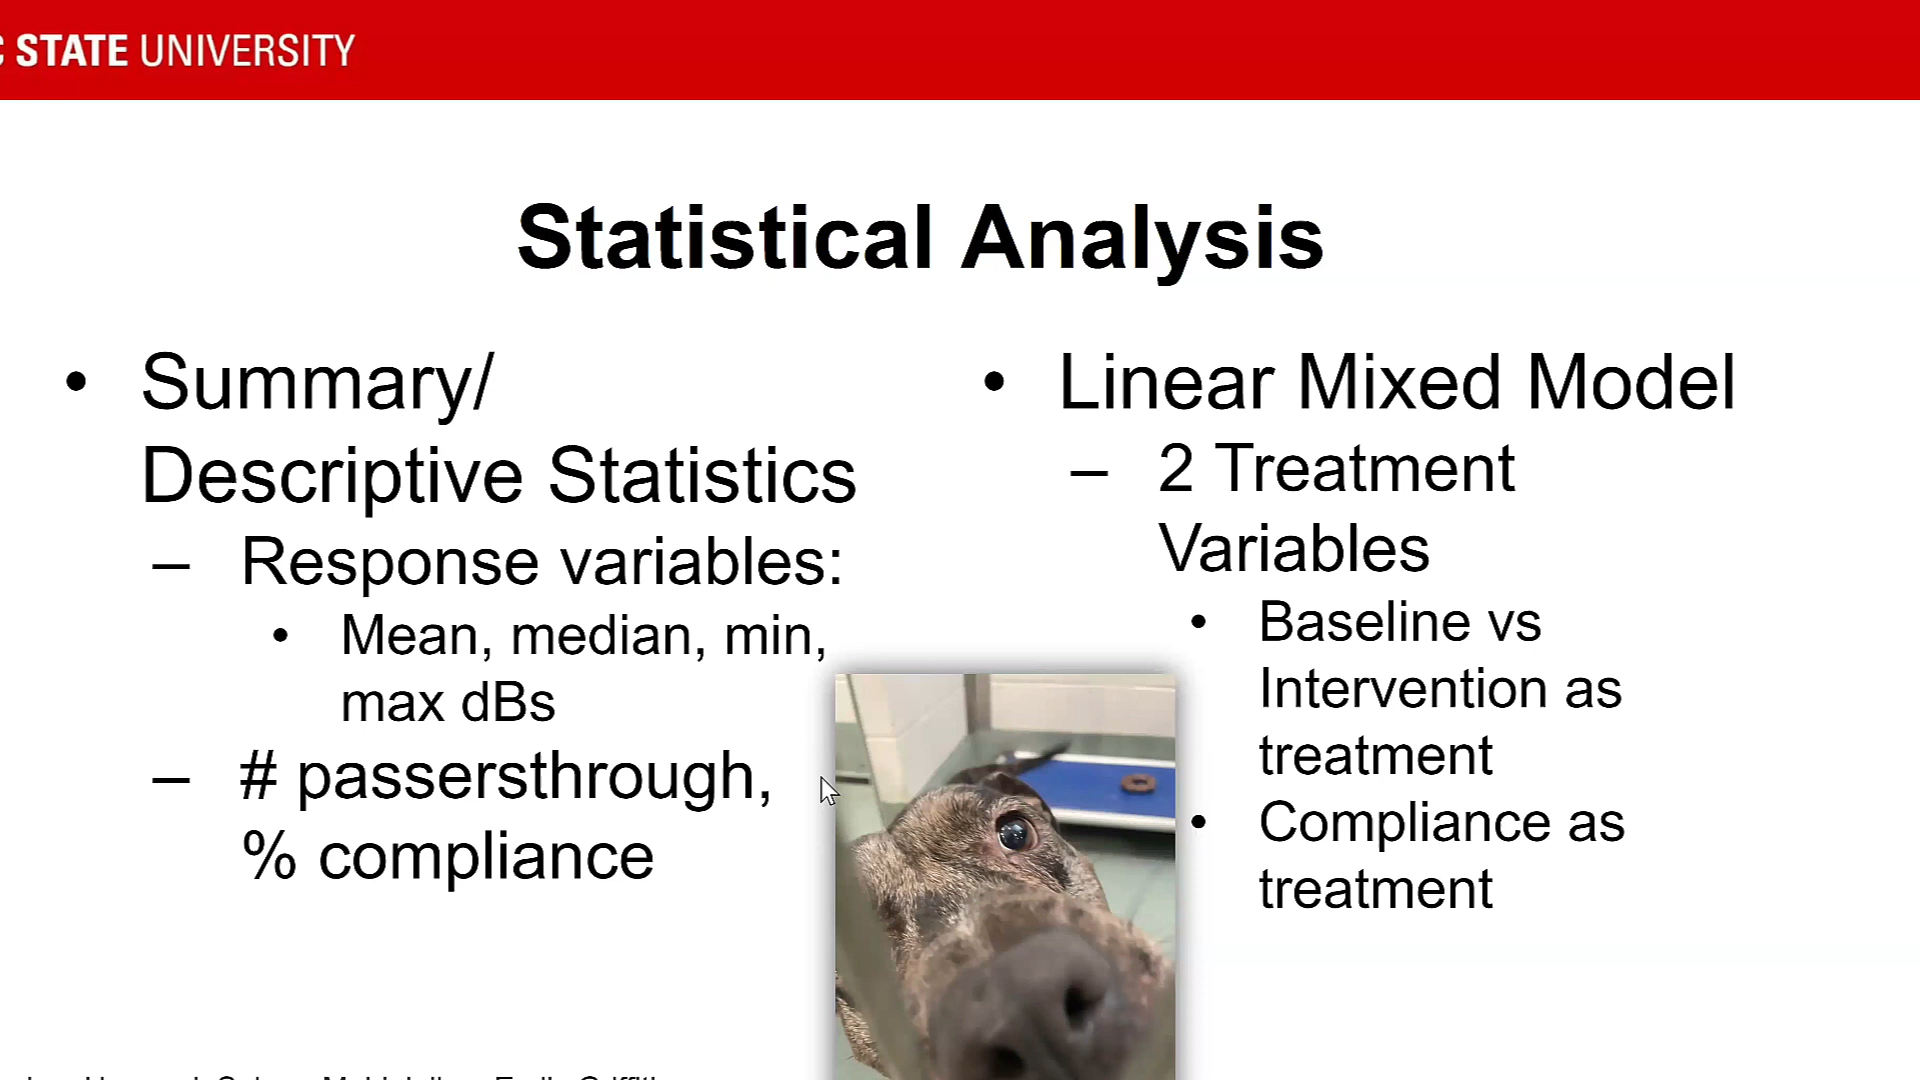 STATE UNIVERSITY
Statistical Analysis
• Summary/
Descriptive Statistics
– Response variables:
• Mean, median, min,
max dBs
– # passersthrough,
% compliance
• Linear Mixed Model
– 2 Treatment
Variables
• Baseline vs
Intervention as
treatment
• Compliance as
treatment